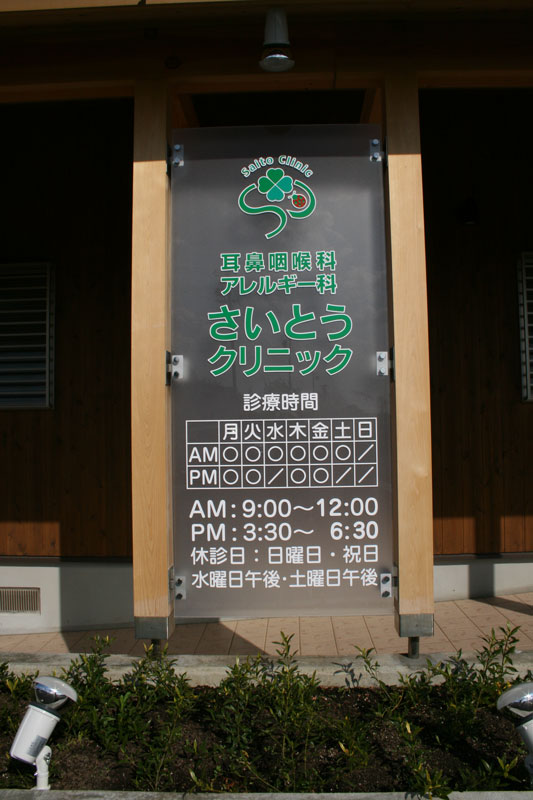 Saito Clinic
耳鼻咽喉科
アレルギー科
さいとう
クリニック
診療時間
月火水木金土日
AM○○○○○○／
PM○○／○○／／
AM:9:00〜12:00
PM:3:30〜 6:30
休診日：日曜日・祝日
水曜日午後・土曜日午後